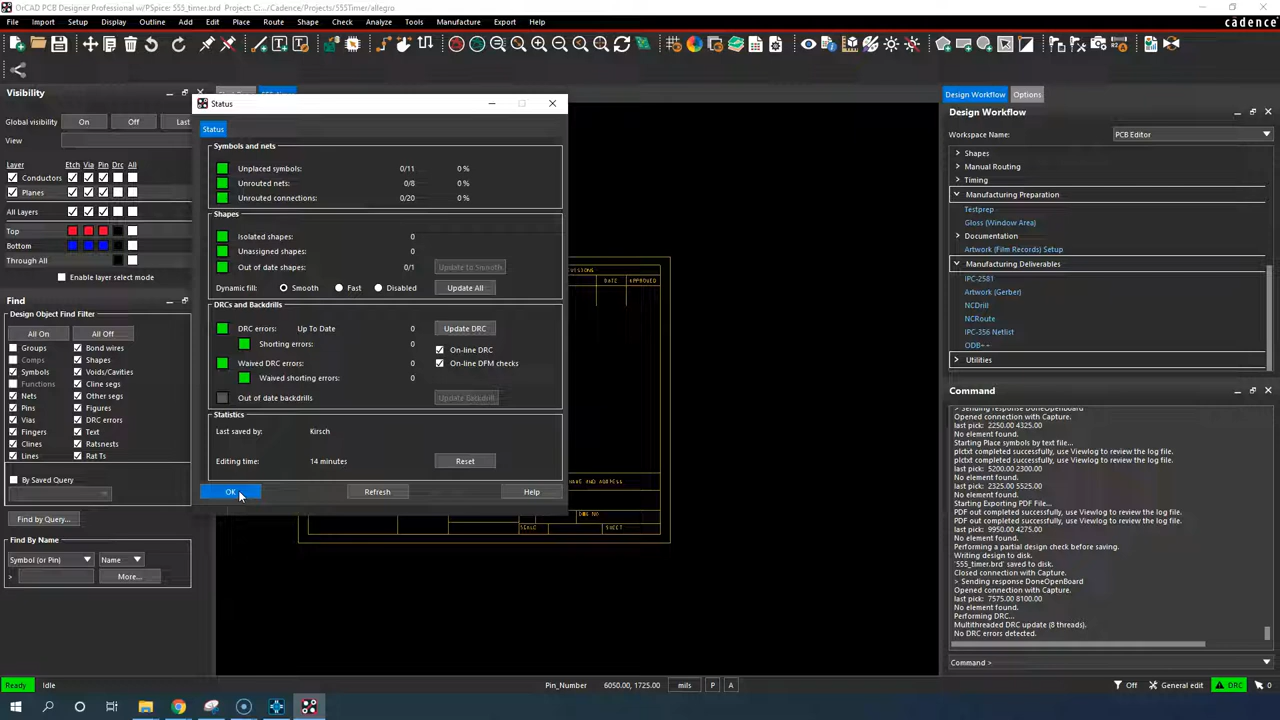 OrCAD PCB Designer Professional w/PSpice: 555_timer.brd Project: C:/.../Cadence/Projects/555Timer/allegro
File Import Setup Display Outline Add Edit Place Route Shape Check Analyze Tools Manufacture Export Help
cadence
Visibility
Global visibility On Off Last
View
Layer Etch Via Pin Drc All
Conductors
Planes
All Layers
Top
Bottom
Through All
Enable layer select mode
Find
Design Object Find Filter
All On All Off
Groups Bond wires
Comps Shapes
Symbols Voids/Cavities
Functions Cline segs
Nets Other segs
Pins Figures
Vias DRC errors
Fingers Text
Clines Ratsnests
Lines Rat Ts
By Saved Query
Find by Query...
Find By Name
Symbol (or Pin) Name
> More...
Status
Status
Symbols and nets
Unplaced symbols: 0/11 0 %
Unrouted nets: 0/8 0 %
Unrouted connections: 0/20 0 %
Shapes
Isolated shapes: 0
Unassigned shapes: 0
Out of date shapes: 0/1 Update to Smooth
Dynamic fill: Smooth Fast Disabled Update All
DRCs and Backdrills
DRC errors: Up To Date 0 Update DRC
Shorting errors: 0 On-line DRC
Waived DRC errors: 0 On-line DFM checks
Waived shorting errors: 0
Out of date backdrills Update Backdrill
Statistics
Last saved by: Kirsch
Editing time: 14 minutes Reset
OK Refresh Help
DATE APPROVED
SCALE SHEET
Design Workflow Options
Design Workflow
Workspace Name: PCB Editor
Shapes
Manual Routing
Timing
Manufacturing Preparation
Testprep
Gloss (Window Area)
Documentation
Artwork (Film Records) Setup
Manufacturing Deliverables
IPC-2581
Artwork (Gerber)
NCDrill
NCRoute
IPC-356 Netlist
ODB++
Utilities
Command
> Sending response DoneOpenBoard
Opened connection with Capture.
last pick: 2250.00 4325.00
No element found.
Starting Place symbols by text file...
plctxt completed successfully, use Viewlog to review the log file.
plctxt completed successfully, use Viewlog to review the log file.
last pick: 5200.00 2300.00
No element found.
last pick: 2325.00 5525.00
No element found.
Starting Exporting PDF File...
PDF out completed successfully, use Viewlog to review the log file.
PDF out completed successfully, use Viewlog to review the log file.
last pick: 9950.00 4275.00
No element found.
Performing a partial design check before saving.
Writing design to disk.
'555_timer.brd' saved to disk.
Closed connection with Capture.
> Sending response DoneOpenBoard
Opened connection with Capture.
last pick: 7575.00 8100.00
No element found.
Performing DRC...
Multithreaded DRC update (8 threads).
No DRC errors detected.
Command >
Ready Idle Pin_Number 6050.00, 1725.00 mils P A Off General edit DRC 0